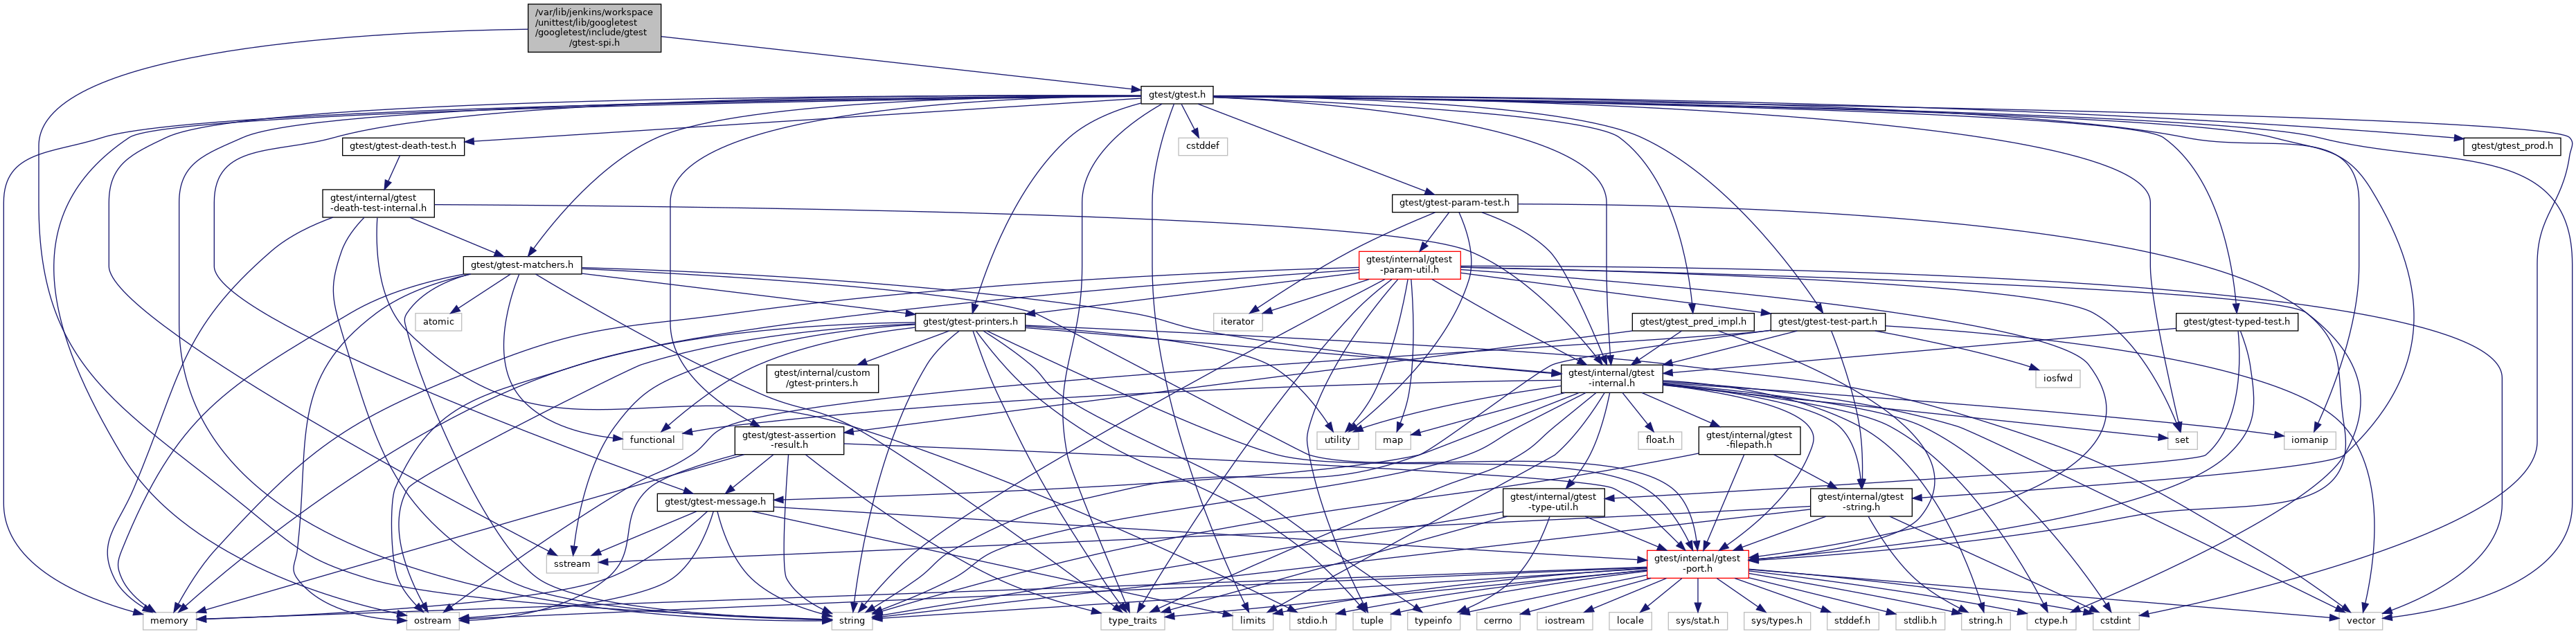 /var/lib/jenkins/workspace
/unittest/lib/googletest
/googletest/include/gtest
/gtest-spi.h
gtest/gtest.h
gtest/gtest-death-test.h
cstddef
gtest/gtest_prod.h
gtest/internal/gtest
-death-test-internal.h
gtest/gtest-param-test.h
gtest/gtest-matchers.h
gtest/internal/gtest
-param-util.h
atomic
gtest/gtest-printers.h
iterator
gtest/gtest_pred_impl.h
gtest/gtest-test-part.h
gtest/gtest-typed-test.h
gtest/internal/custom
/gtest-printers.h
gtest/internal/gtest
-internal.h
iosfwd
functional
gtest/gtest-assertion
-result.h
utility
map
float.h
gtest/internal/gtest
-filepath.h
set
iomanip
gtest/gtest-message.h
gtest/internal/gtest
-type-util.h
gtest/internal/gtest
-string.h
sstream
gtest/internal/gtest
-port.h
memory
ostream
string
type_traits
limits
stdio.h
tuple
typeinfo
cerrno
iostream
locale
sys/stat.h
sys/types.h
stddef.h
stdlib.h
string.h
ctype.h
cstdint
vector